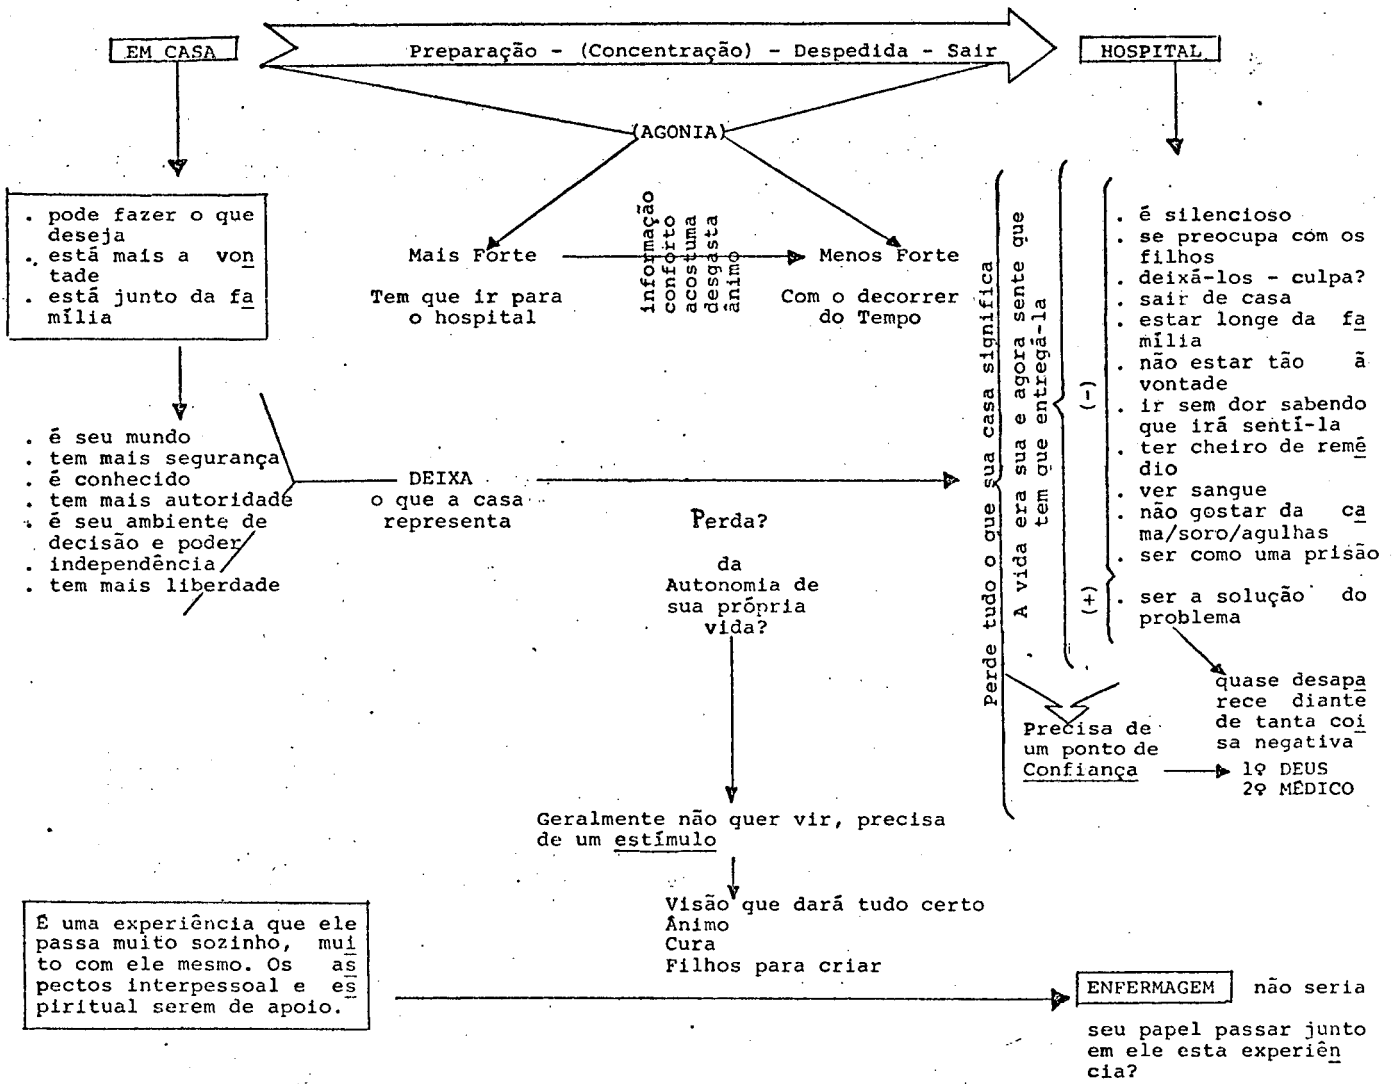 EM CASA
Preparação - (Concentração) - Despedida - Sair
HOSPITAL
(AGONIA)
. pode fazer o que
deseja
. está mais a von
tade
. está junto da fa
mília
Mais Forte
Tem que ir para
o hospital
informação
conforto
acostuma
desgasta
ânimo
Menos Forte
Com o decorrer
do Tempo
. é seu mundo
. tem mais segurança
. é conhecido
. tem mais autoridade
. é seu ambiente de
decisão e poder
. independência
. tem mais liberdade
DEIXA
o que a casa
representa
Perda?
da
Autonomia de
sua própria
vida?
Perde tudo o que sua casa significa
A vida era sua e agora sente que
tem que entregá-la
(-)
. é silencioso
. se preocupa com os
filhos
. deixá-los - culpa?
. sair de casa
. estar longe da fa
mília
. não estar tão à
vontade
. ir sem dor sabendo
que irá sentí-la
. ter cheiro de remé
dio
. ver sangue
. não gostar da ca
ma/soro/agulhas
. ser como uma prisão
(+)
. ser a solução do
problema
quase desapa
rece diante
de tanta coi
sa negativa
Precisa de
um ponto de
Confiança
1º DEUS
2º MÉDICO
Geralmente não quer vir, precisa
de um estímulo
Visão que dará tudo certo
Ânimo
Cura
Filhos para criar
É uma experiência que ele
passa muito sozinho, mui
to com ele mesmo. Os as
pectos interpessoal e es
piritual serem de apoio.
ENFERMAGEM não seria
seu papel passar junto
em ele esta experiên
cia?